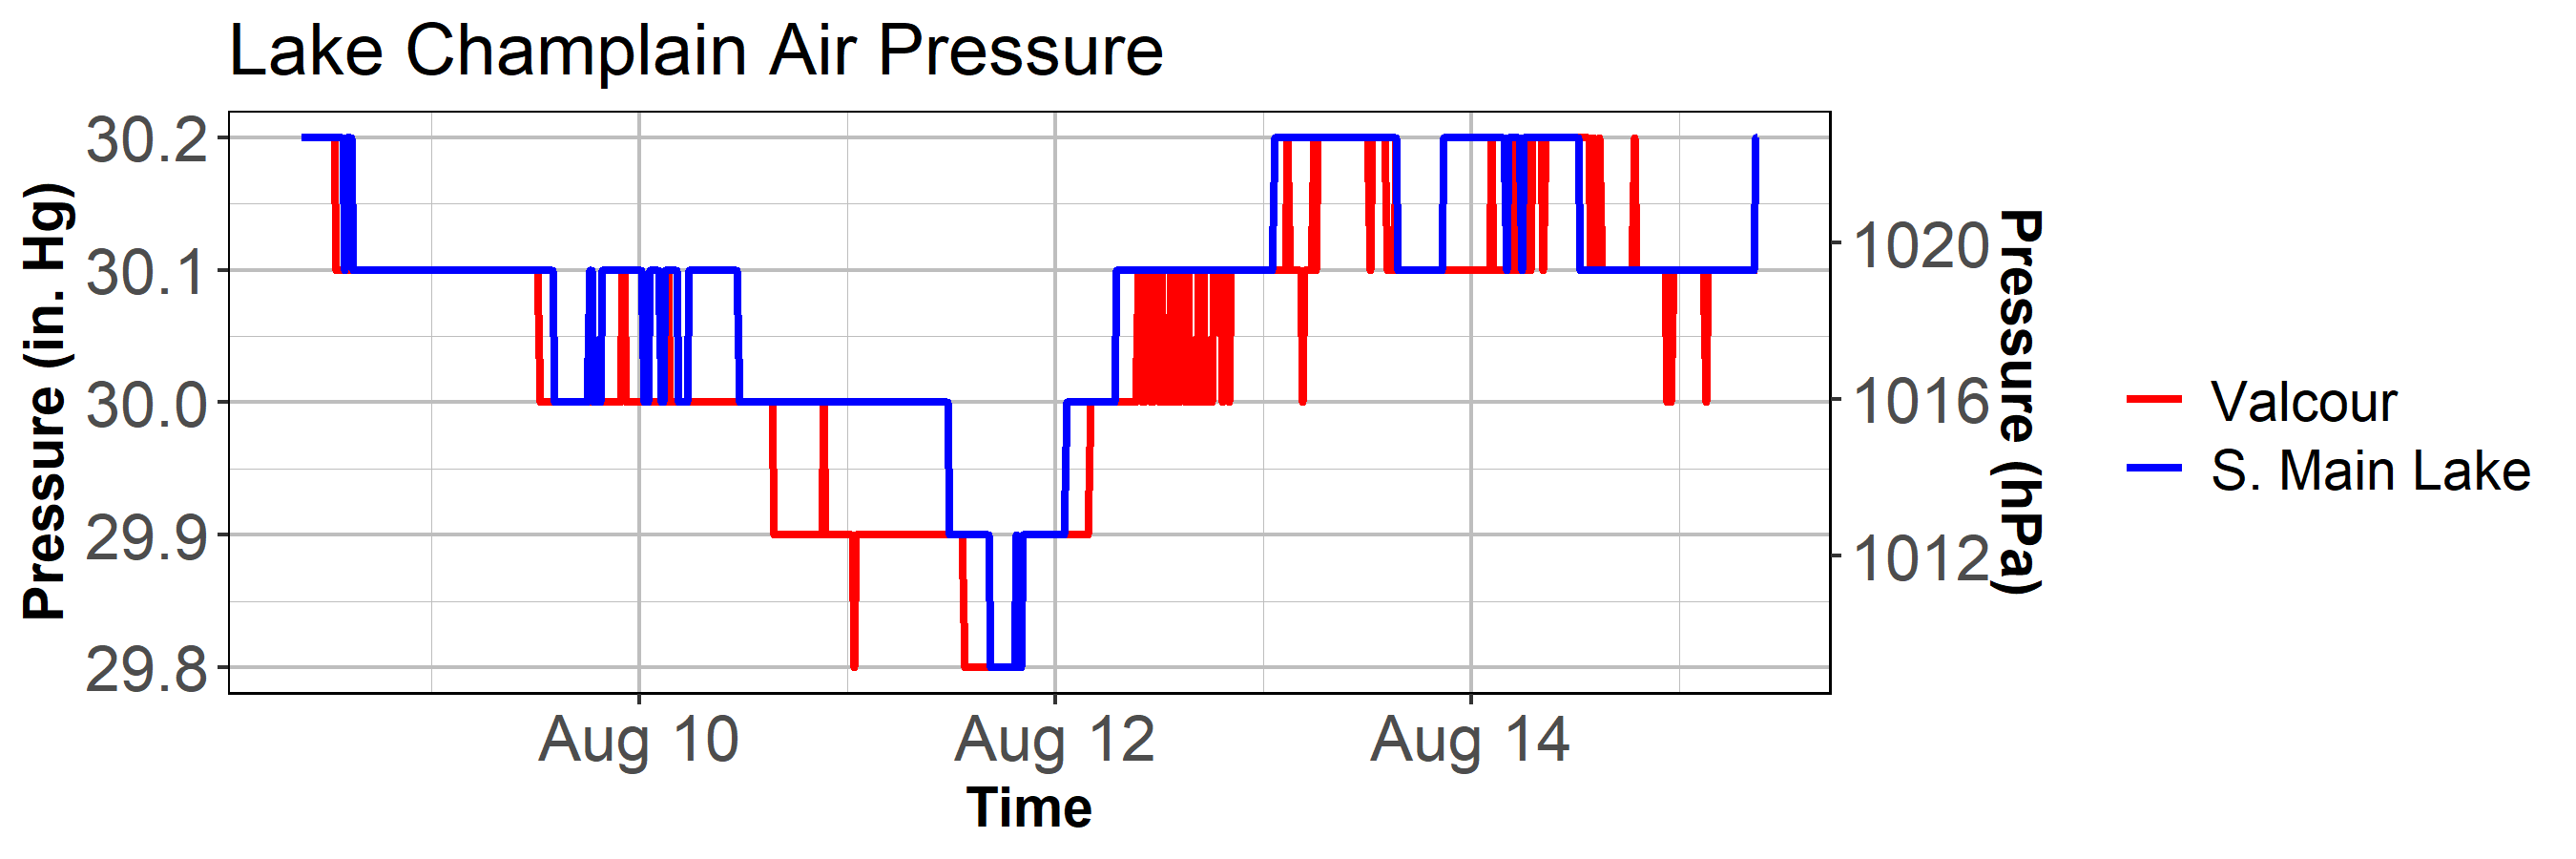 Lake Champlain Air Pressure
Pressure (in. Hg)
30.2
30.1
30.0
29.9
29.8
1020
1016
1012
Pressure (hPa)
Aug 10
Aug 12
Aug 14
Time
Valcour
S. Main Lake